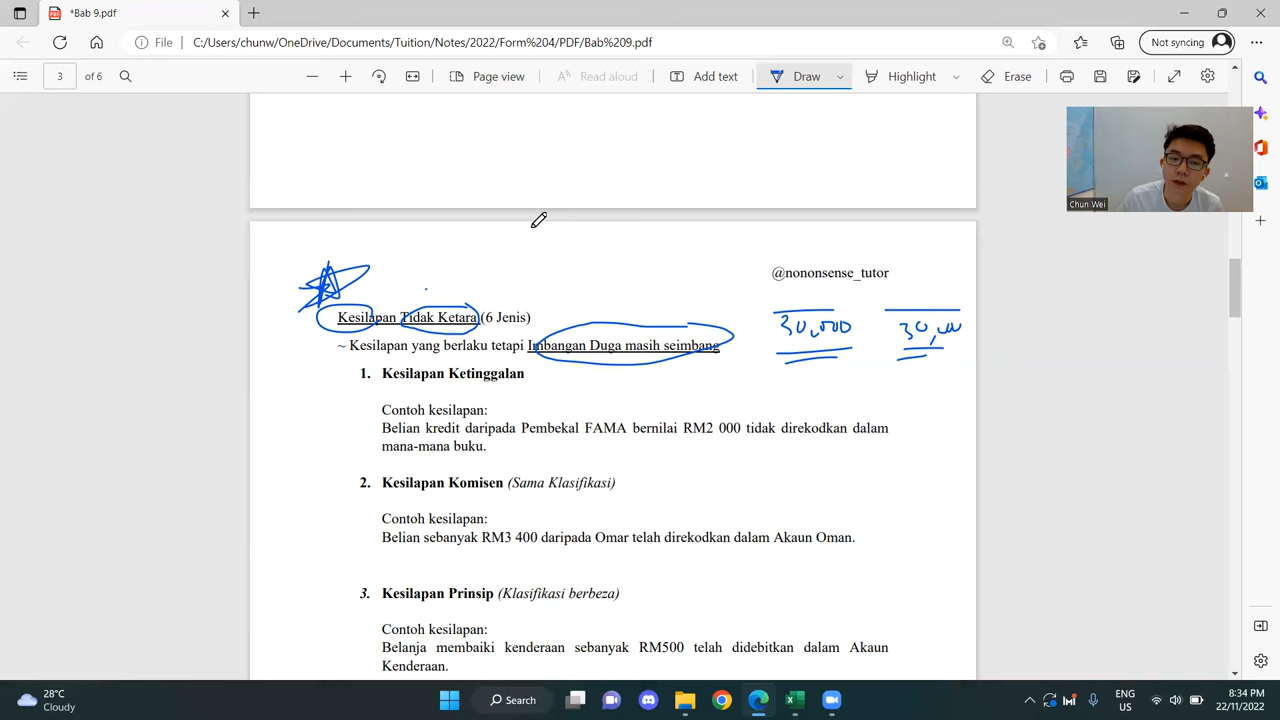 *Bab 9.pdf
File
C:/Users/chunw/OneDrive/Documents/Tuition/Notes/2022/Form%204/PDF/Bab%209.pdf
Not syncing
3
of 6
Page view
Read aloud
Add text
Draw
Highlight
Erase
Chun Wei
@nononsense_tutor
Kesilapan Tidak Ketara (6 Jenis)
30,000
30,00
~ Kesilapan yang berlaku tetapi Imbangan Duga masih seimbang
1. Kesilapan Ketinggalan
Contoh kesilapan:
Belian kredit daripada Pembekal FAMA bernilai RM2 000 tidak direkodkan dalam
mana-mana buku.
2. Kesilapan Komisen (Sama Klasifikasi)
Contoh kesilapan:
Belian sebanyak RM3 400 daripada Omar telah direkodkan dalam Akaun Oman.
3. Kesilapan Prinsip (Klasifikasi berbeza)
Contoh kesilapan:
Belanja membaiki kenderaan sebanyak RM500 telah didebitkan dalam Akaun
Kenderaan.
28°C
Cloudy
Search
ENG
US
8:34 PM
22/11/2022